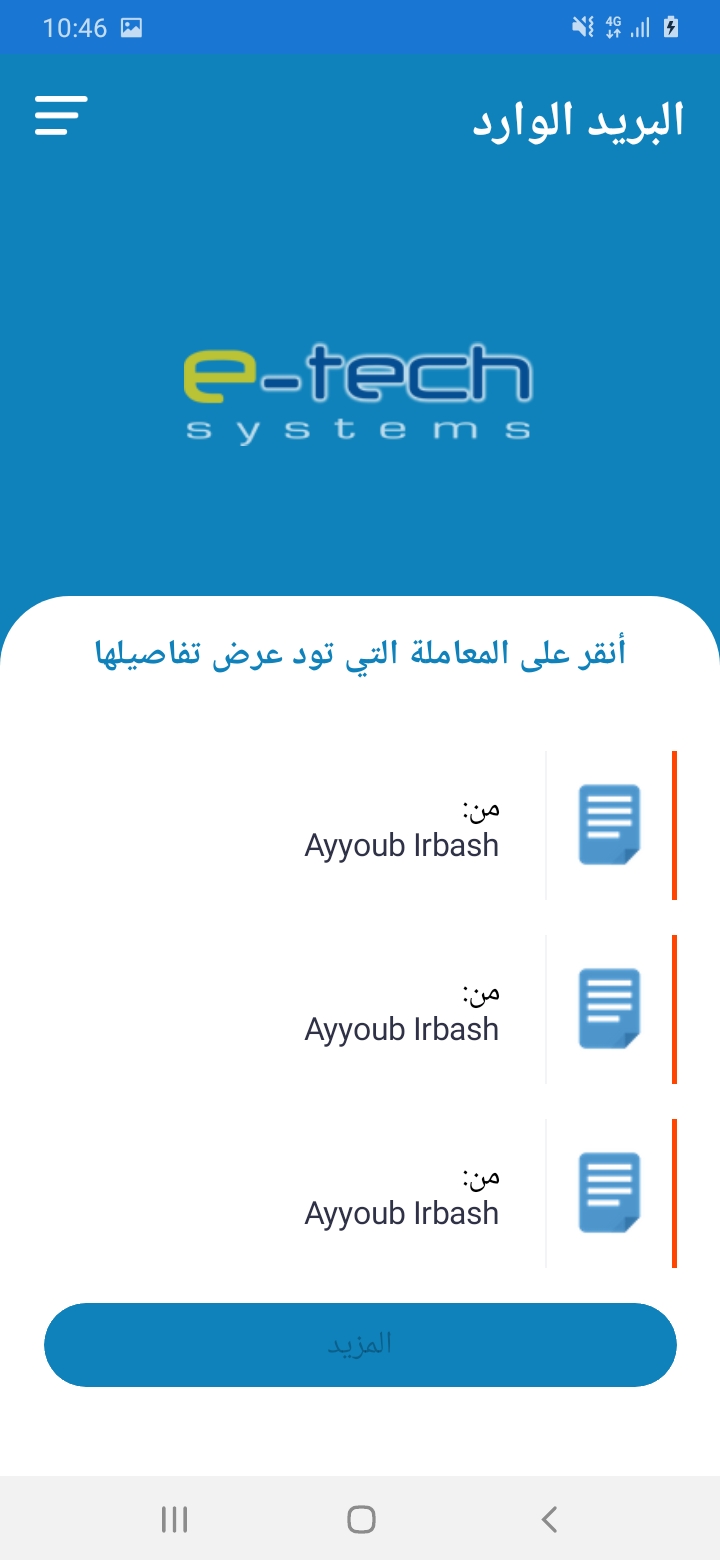 10:46
4G
البريد الوارد
e-tech
systems
أنقر على المعاملة التي تود عرض تفاصيلها
من:
Ayyoub Irbash
من:
Ayyoub Irbash
من:
Ayyoub Irbash
المزيد